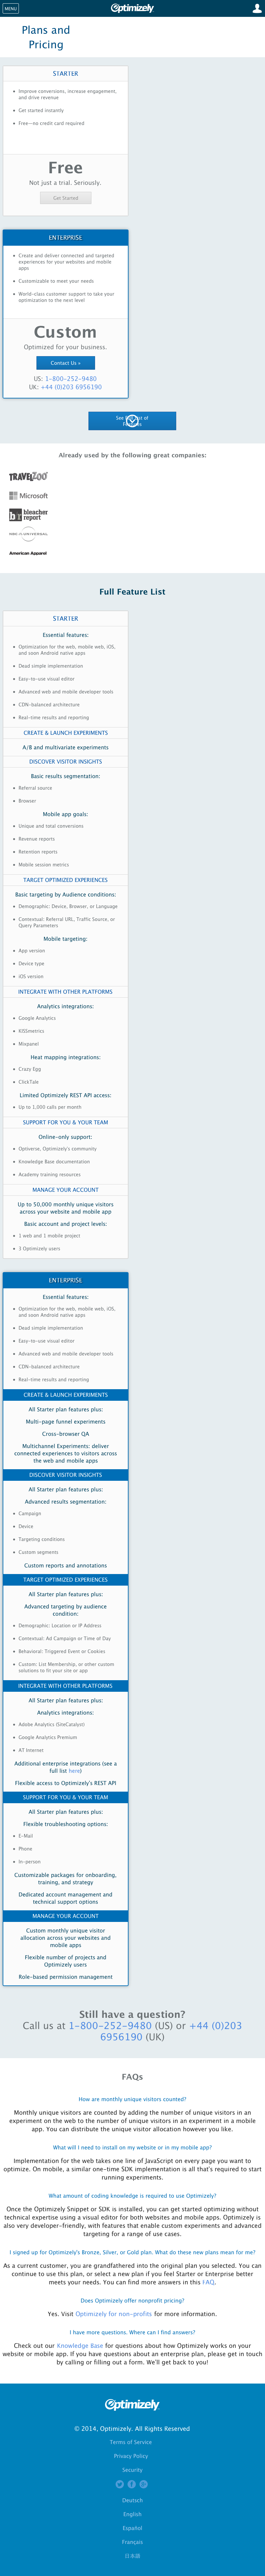 MENU
Optimizely
Plans and
Pricing
STARTER
Improve conversions, increase engagement,
and drive revenue
Get started instantly
Free—no credit card required
Free
Not just a trial. Seriously.
Get Started
ENTERPRISE
Create and deliver connected and targeted
experiences for your websites and mobile
apps
Customizable to meet your needs
World-class customer support to take your
optimization to the next level
Custom
Optimized for your business.
Contact Us »
US: 1-800-252-9480
UK: +44 (0)203 6956190
See of
Already used by the following great companies:
TRAVELZOO
Microsoft
bleacher
report
NBC UNIVERSAL
American Apparel
Full Feature List
STARTER
Essential features:
Optimization for the web, mobile web, iOS,
and soon Android native apps
Dead simple implementation
Easy-to-use visual editor
Advanced web and mobile developer tools
CDN-balanced architecture
Real-time results and reporting
CREATE & LAUNCH EXPERIMENTS
A/B and multivariate experiments
DISCOVER VISITOR INSIGHTS
Basic results segmentation:
Referral source
Browser
Mobile app goals:
Unique and total conversions
Revenue reports
Retention reports
Mobile session metrics
TARGET OPTIMIZED EXPERIENCES
Basic targeting by Audience conditions:
Demographic: Device, Browser, or Language
Contextual: Referral URL, Traffic Source, or
Query Parameters
Mobile targeting:
App version
Device type
iOS version
INTEGRATE WITH OTHER PLATFORMS
Analytics integrations:
Google Analytics
KISSmetrics
Mixpanel
Heat mapping integrations:
Crazy Egg
ClickTale
Limited Optimizely REST API access:
Up to 1,000 calls per month
SUPPORT FOR YOU & YOUR TEAM
Online-only support:
Optiverse, Optimizely's community
Knowledge Base documentation
Academy training resources
MANAGE YOUR ACCOUNT
Up to 50,000 monthly unique visitors
across your website and mobile app
Basic account and project levels:
1 web and 1 mobile project
3 Optimizely users
ENTERPRISE
Essential features:
Optimization for the web, mobile web, iOS,
and soon Android native apps
Dead simple implementation
Easy-to-use visual editor
Advanced web and mobile developer tools
CDN-balanced architecture
Real-time results and reporting
CREATE & LAUNCH EXPERIMENTS
All Starter plan features plus:
Multi-page funnel experiments
Cross-browser QA
Multichannel Experiments: deliver
connected experiences to visitors across
the web and mobile apps
DISCOVER VISITOR INSIGHTS
All Starter plan features plus:
Advanced results segmentation:
Campaign
Device
Targeting conditions
Custom segments
Custom reports and annotations
TARGET OPTIMIZED EXPERIENCES
All Starter plan features plus:
Advanced targeting by audience
condition:
Demographic: Location or IP Address
Contextual: Ad Campaign or Time of Day
Behavioral: Triggered Event or Cookies
Custom: List Membership, or other custom
solutions to fit your site or app
INTEGRATE WITH OTHER PLATFORMS
All Starter plan features plus:
Analytics integrations:
Adobe Analytics (SiteCatalyst)
Google Analytics Premium
AT Internet
Additional enterprise integrations (see a
full list here)
Flexible access to Optimizely's REST API
SUPPORT FOR YOU & YOUR TEAM
All Starter plan features plus:
Flexible troubleshooting options:
E-Mail
Phone
In-person
Customizable packages for onboarding,
training, and strategy
Dedicated account management and
technical support options
MANAGE YOUR ACCOUNT
Custom monthly unique visitor
allocation across your websites and
mobile apps
Flexible number of projects and
Optimizely users
Role-based permission management
Still have a question?
Call us at 1-800-252-9480 (US) or +44 (0)203
6956190 (UK)
FAQs
How are monthly unique visitors counted?
Monthly unique visitors are counted by adding the number of unique visitors in an
experiment on the web to the number of unique visitors in an experiment in a mobile
app. You can distribute the unique visitor allocation however you like.
What will I need to install on my website or in my mobile app?
Implementation for the web takes one line of JavaScript on every page you want to
optimize. On mobile, a similar one-time SDK implementation is all that's required to start
running experiments.
What amount of coding knowledge is required to use Optimizely?
Once the Optimizely Snippet or SDK is installed, you can get started optimizing without
technical expertise using a visual editor for both websites and native apps. Optimizely is
also very developer-friendly, with features that enable custom experiments and advanced
targeting for a range of use cases.
I signed up for Optimizely's Bronze, Silver, or Gold plan. What do these new plans mean for me?
As a current customer, you are grandfathered into the original plan you selected. You can
continue to use this plan, or select a new plan if you feel Starter or Enterprise better
meets your needs. You can find more answers in this FAQ.
Does Optimizely offer nonprofit pricing?
Yes. Visit Optimizely for non-profits for more information.
I have more questions. Where can I find answers?
Check out our Knowledge Base for questions about how Optimizely works on your
website or mobile app. If you have questions about an enterprise plan, please get in touch
by calling or filling out a form. We'll get back to you!
Optimizely
© 2014, Optimizely. All Rights Reserved
Terms of Service
Privacy Policy
Security
Deutsch
English
Español
Français
日本語